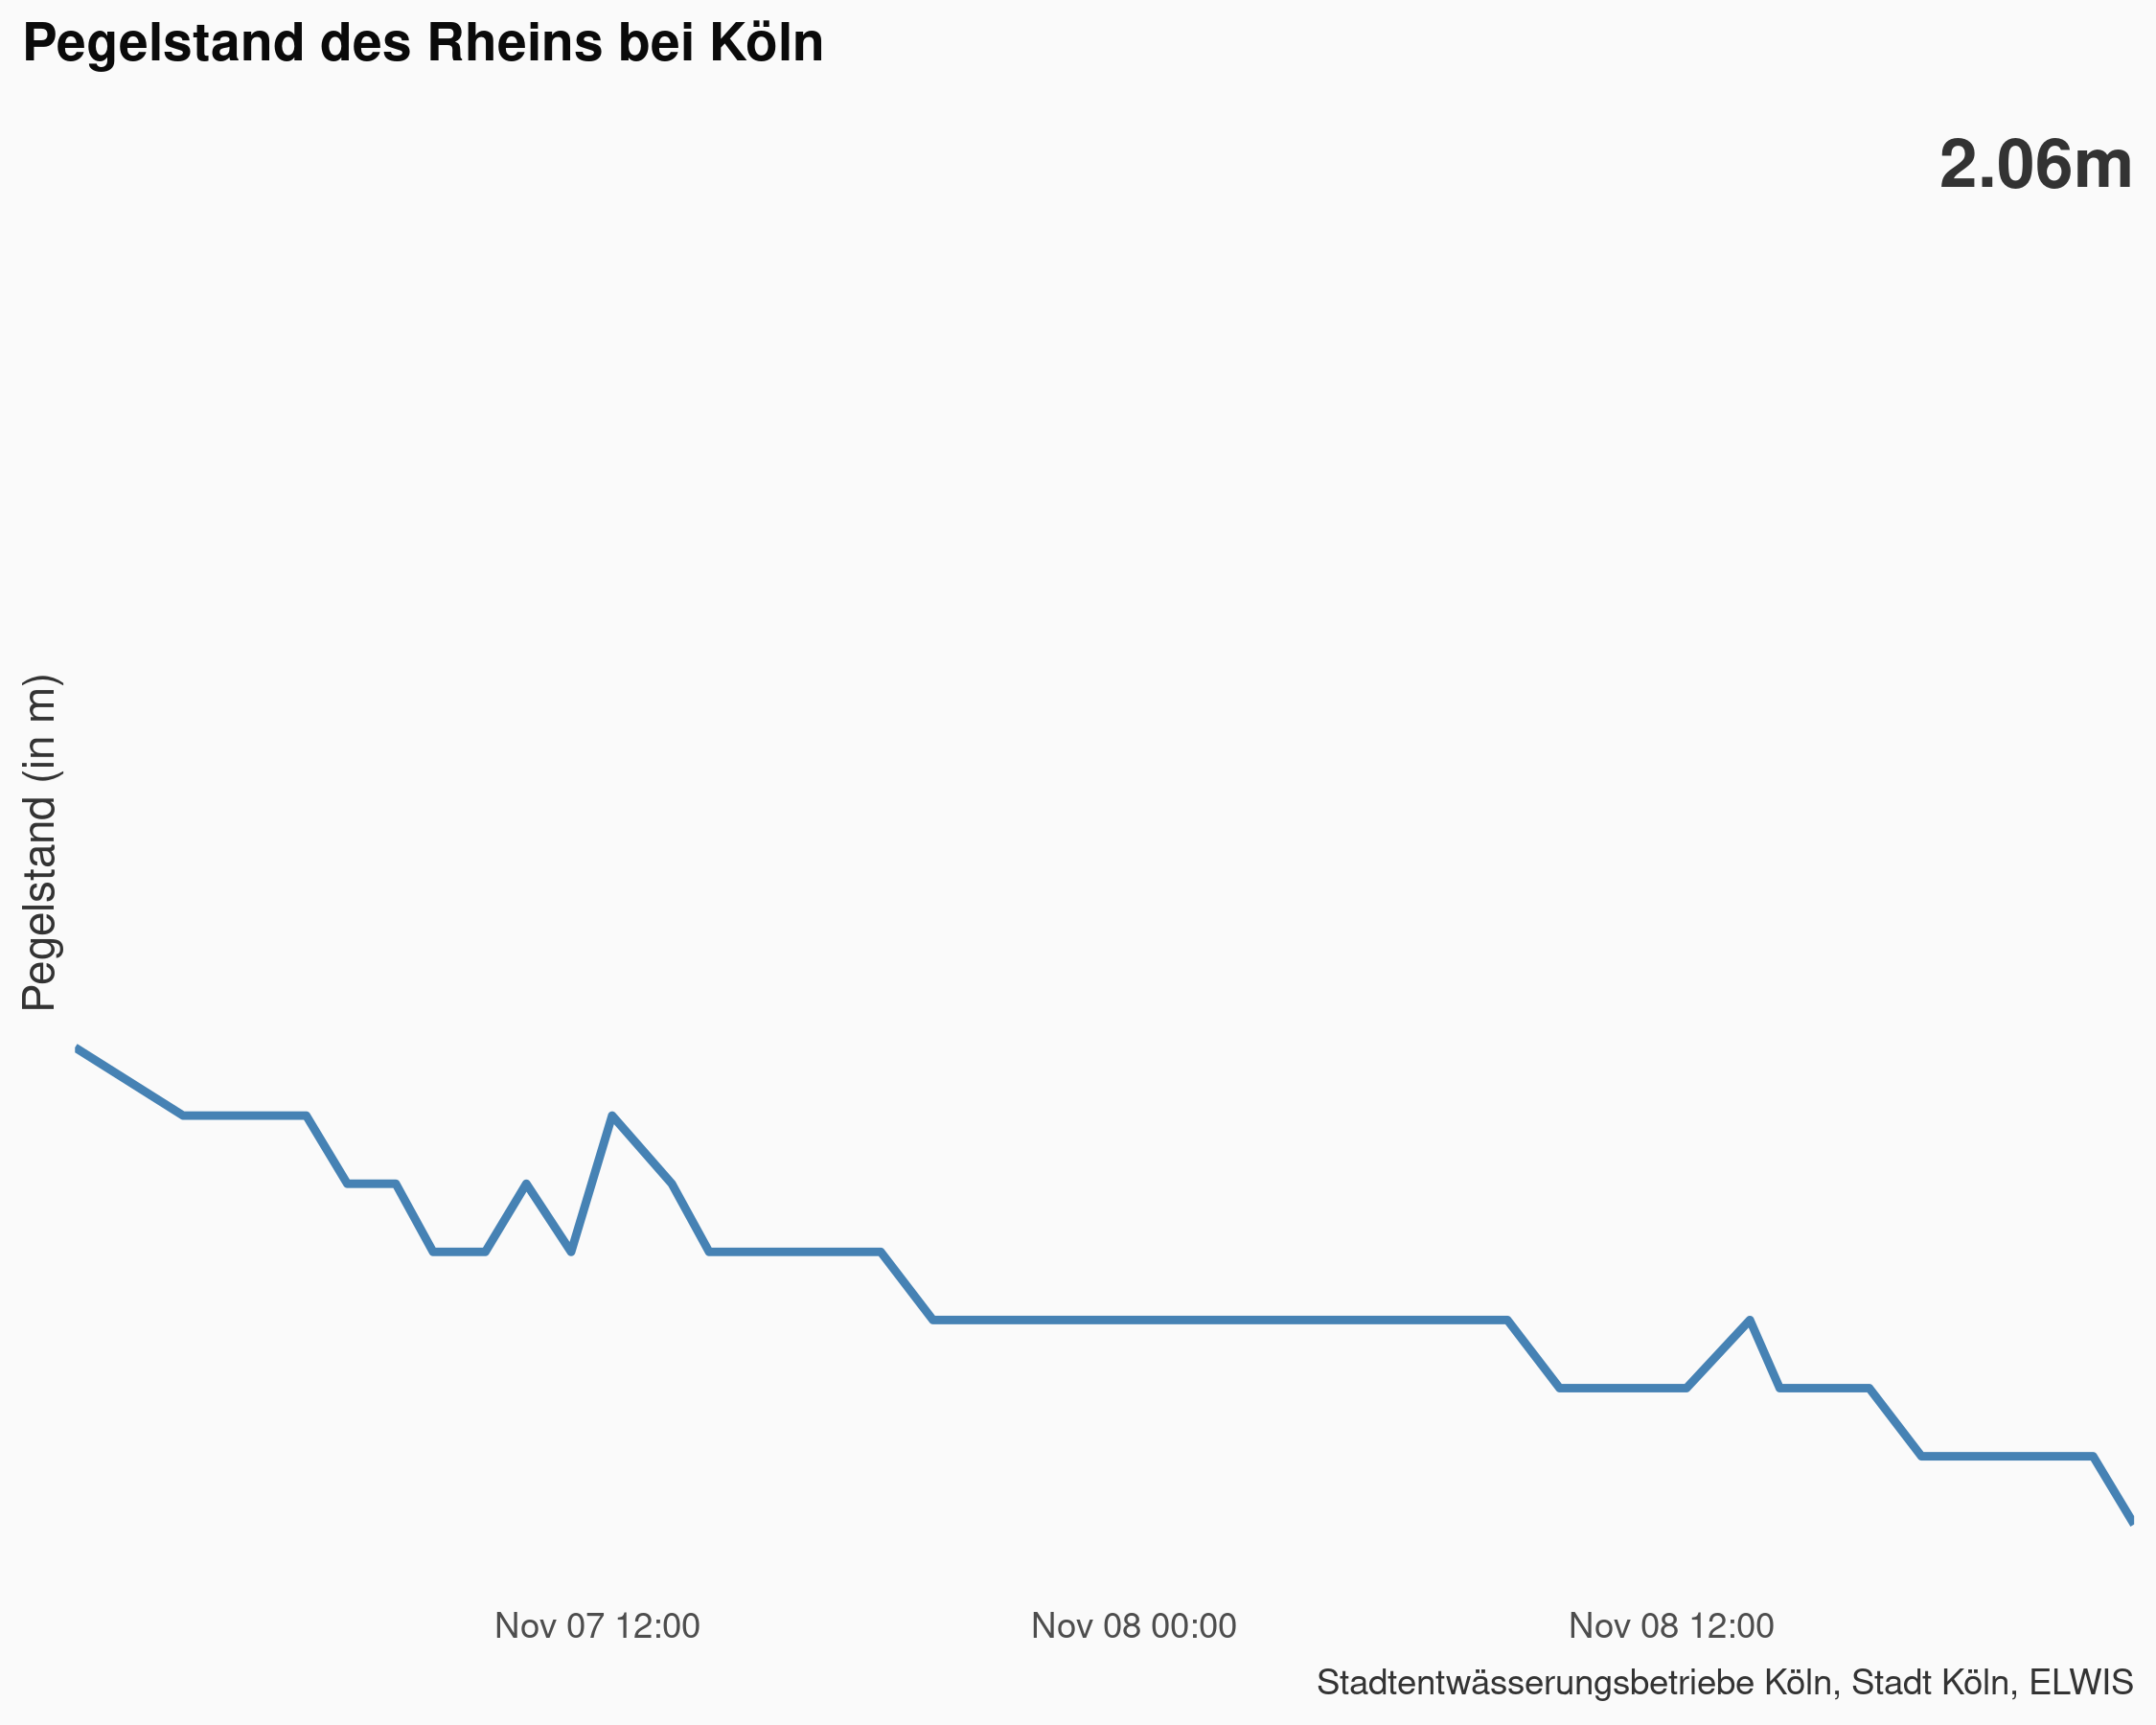 Pegelstand des Rheins bei Köln
2.06m
Pegelstand (in m)
Nov 07 12:00
Nov 08 00:00
Nov 08 12:00
Stadtentwässerungsbetriebe Köln, Stadt Köln, ELWIS